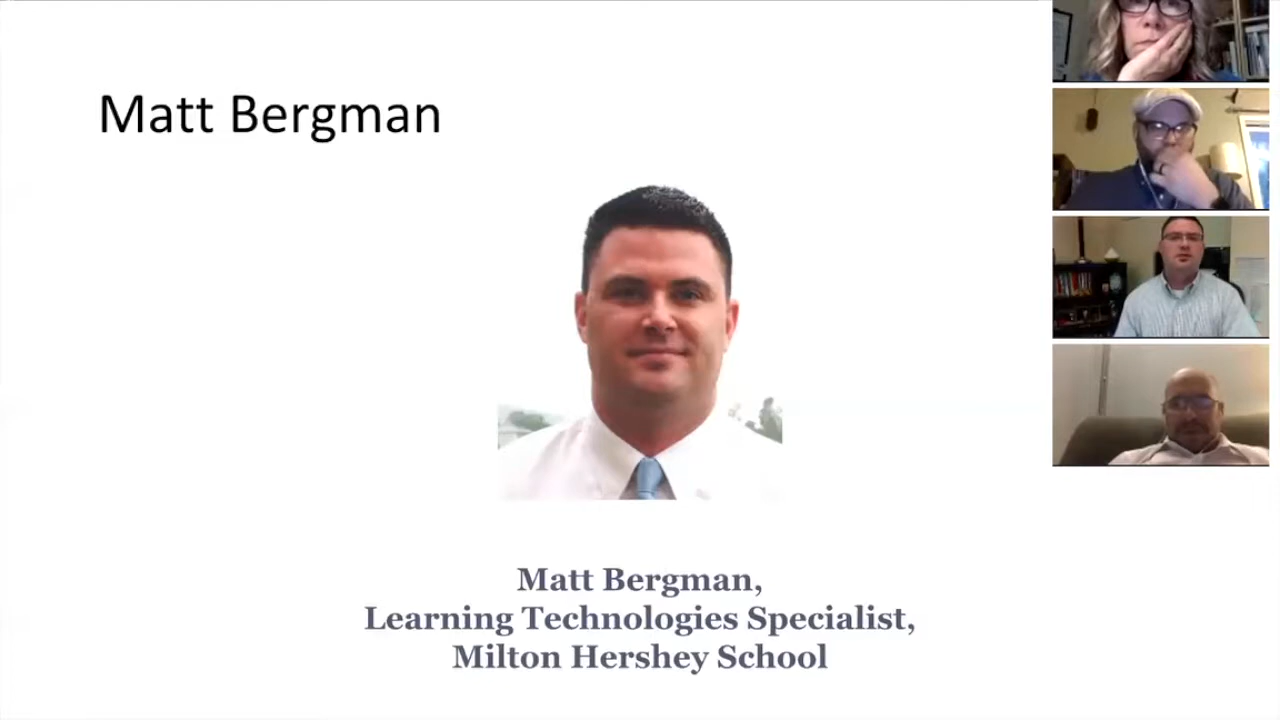 Matt Bergman
Matt Bergman,
Learning Technologies Specialist,
Milton Hershey School